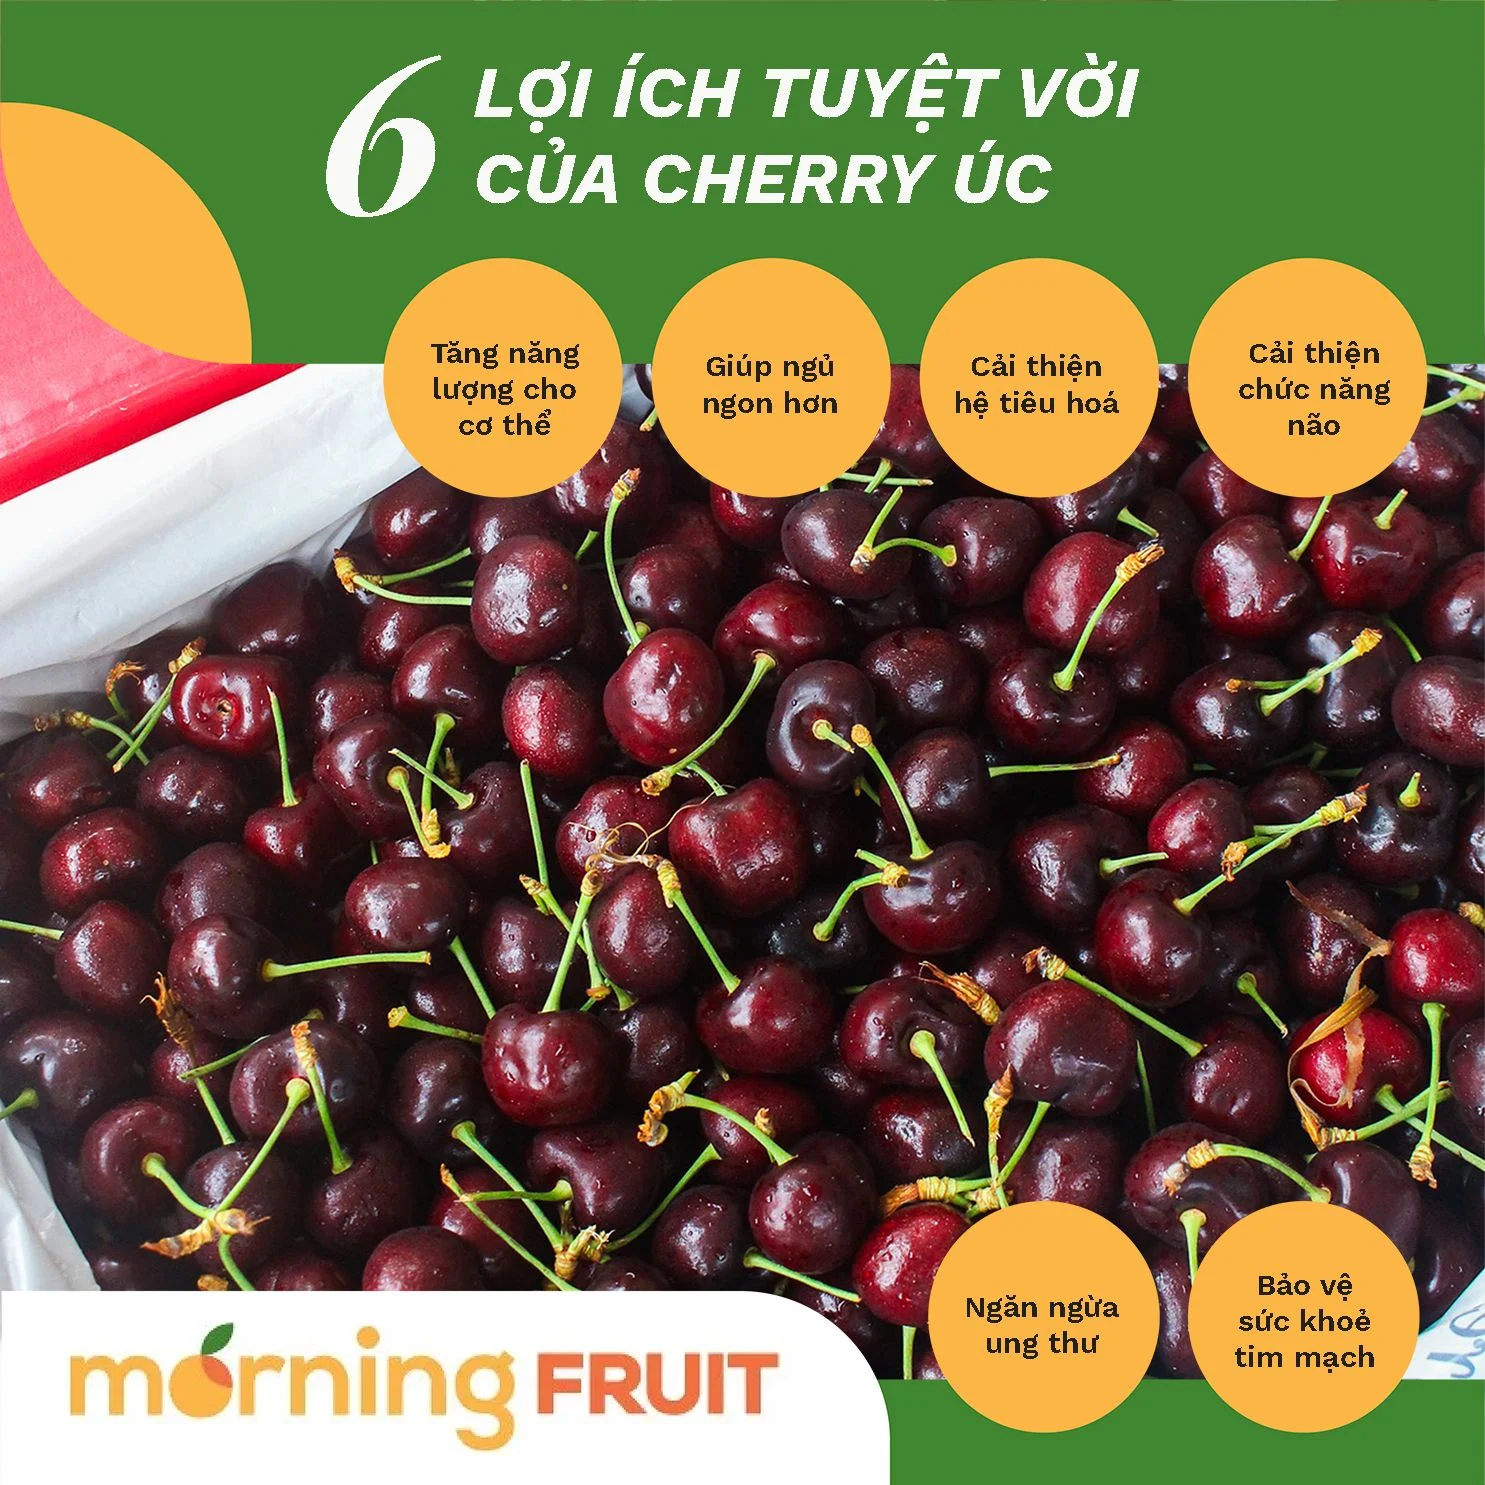 6
LỢI ÍCH TUYỆT VỜI
CỦA CHERRY ÚC
Tăng năng
lượng cho
cơ thể
Giúp ngủ
ngon hơn
Cải thiện
hệ tiêu hoá
Cải thiện
chức năng
não
Ngăn ngừa
ung thư
Bảo vệ
sức khoẻ
tim mạch
morning FRUIT